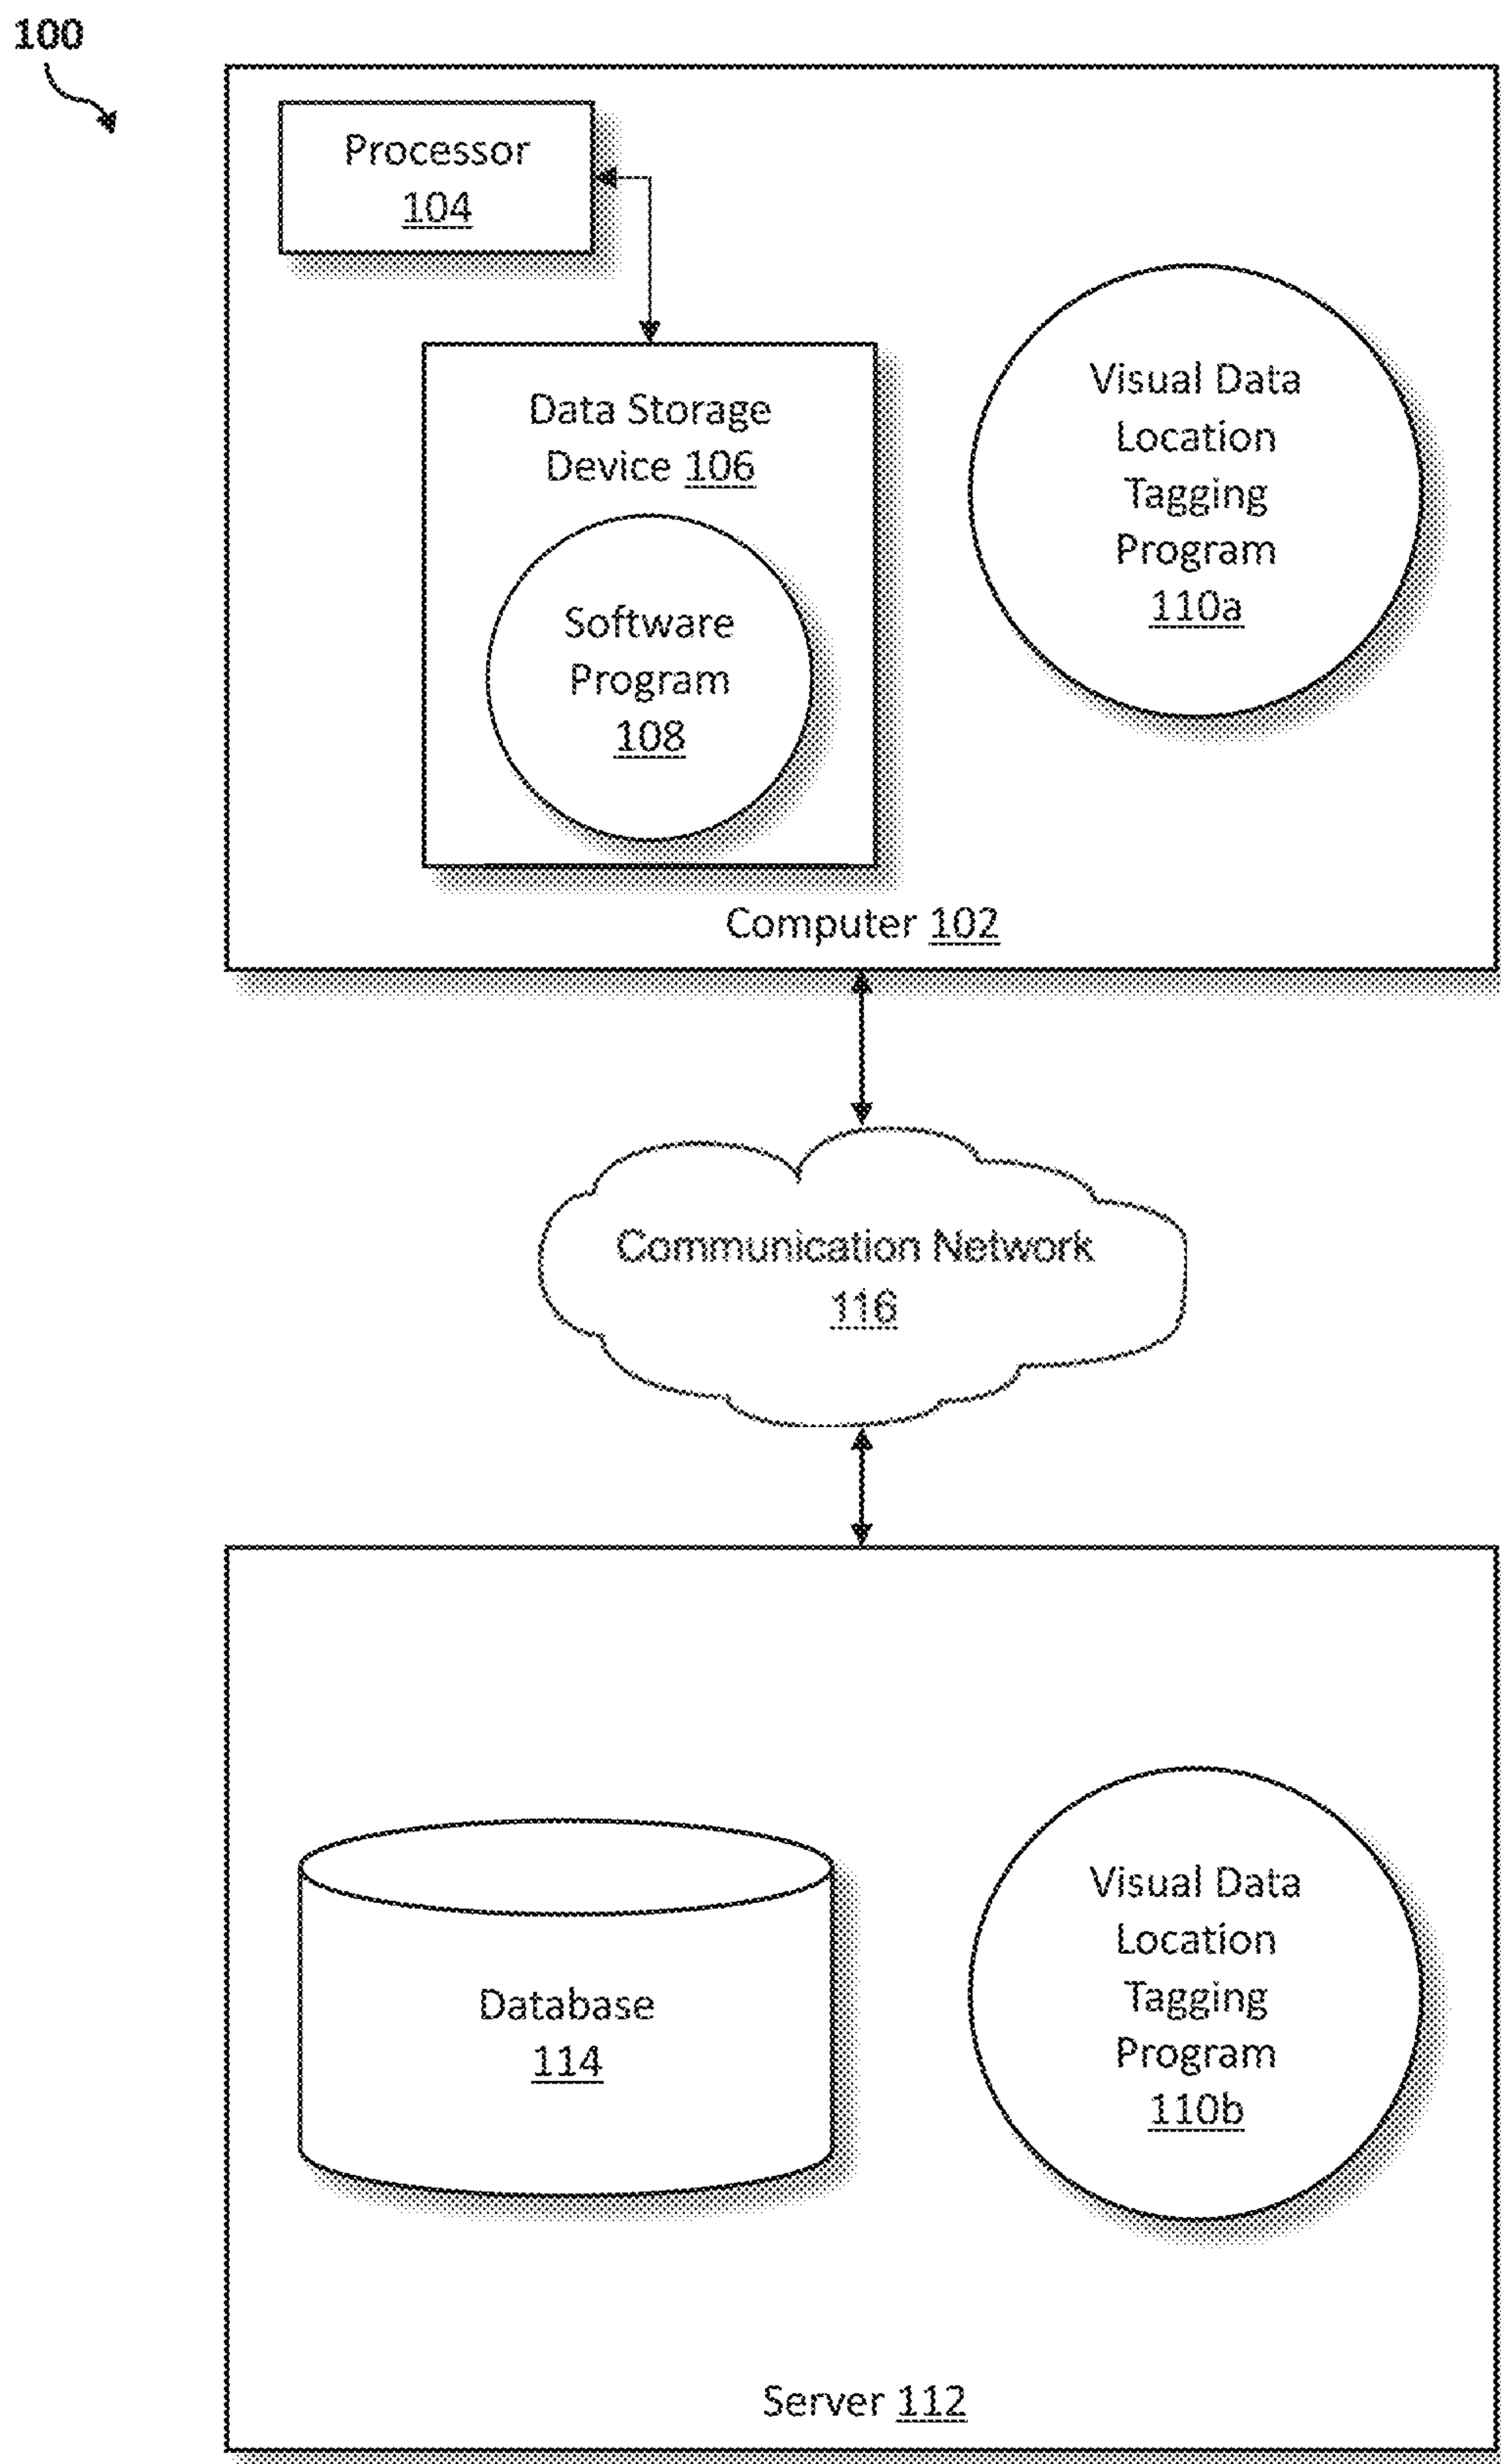 100
Processor
104
Data Storage
Device 106
Software
Program
108
Visual Data
Location
Tagging
Program
110a
Computer 102
Communication Network
116
Database
114
Visual Data
Location
Tagging
Program
110b
Server 112